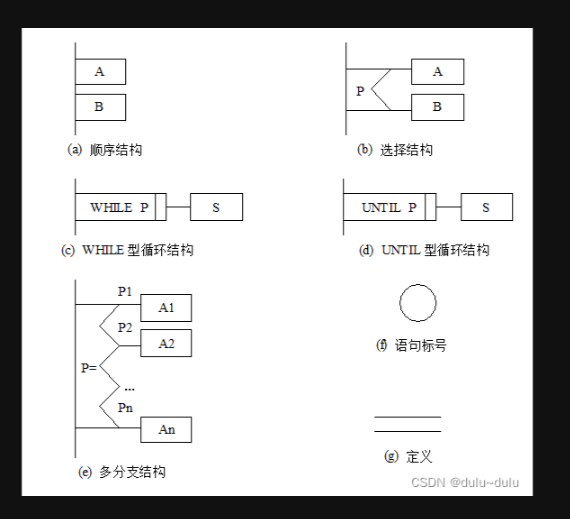 A
B
(a) 顺序结构
P
A
B
(b) 选择结构
WHILE P
S
(c) WHILE 型循环结构
UNTIL P
S
(d) UNTIL 型循环结构
P1
A1
P2
A2
P=
...
Pn
An
(e) 多分支结构
(f) 语句标号
(g) 定义
CSDN @dulu~dulu